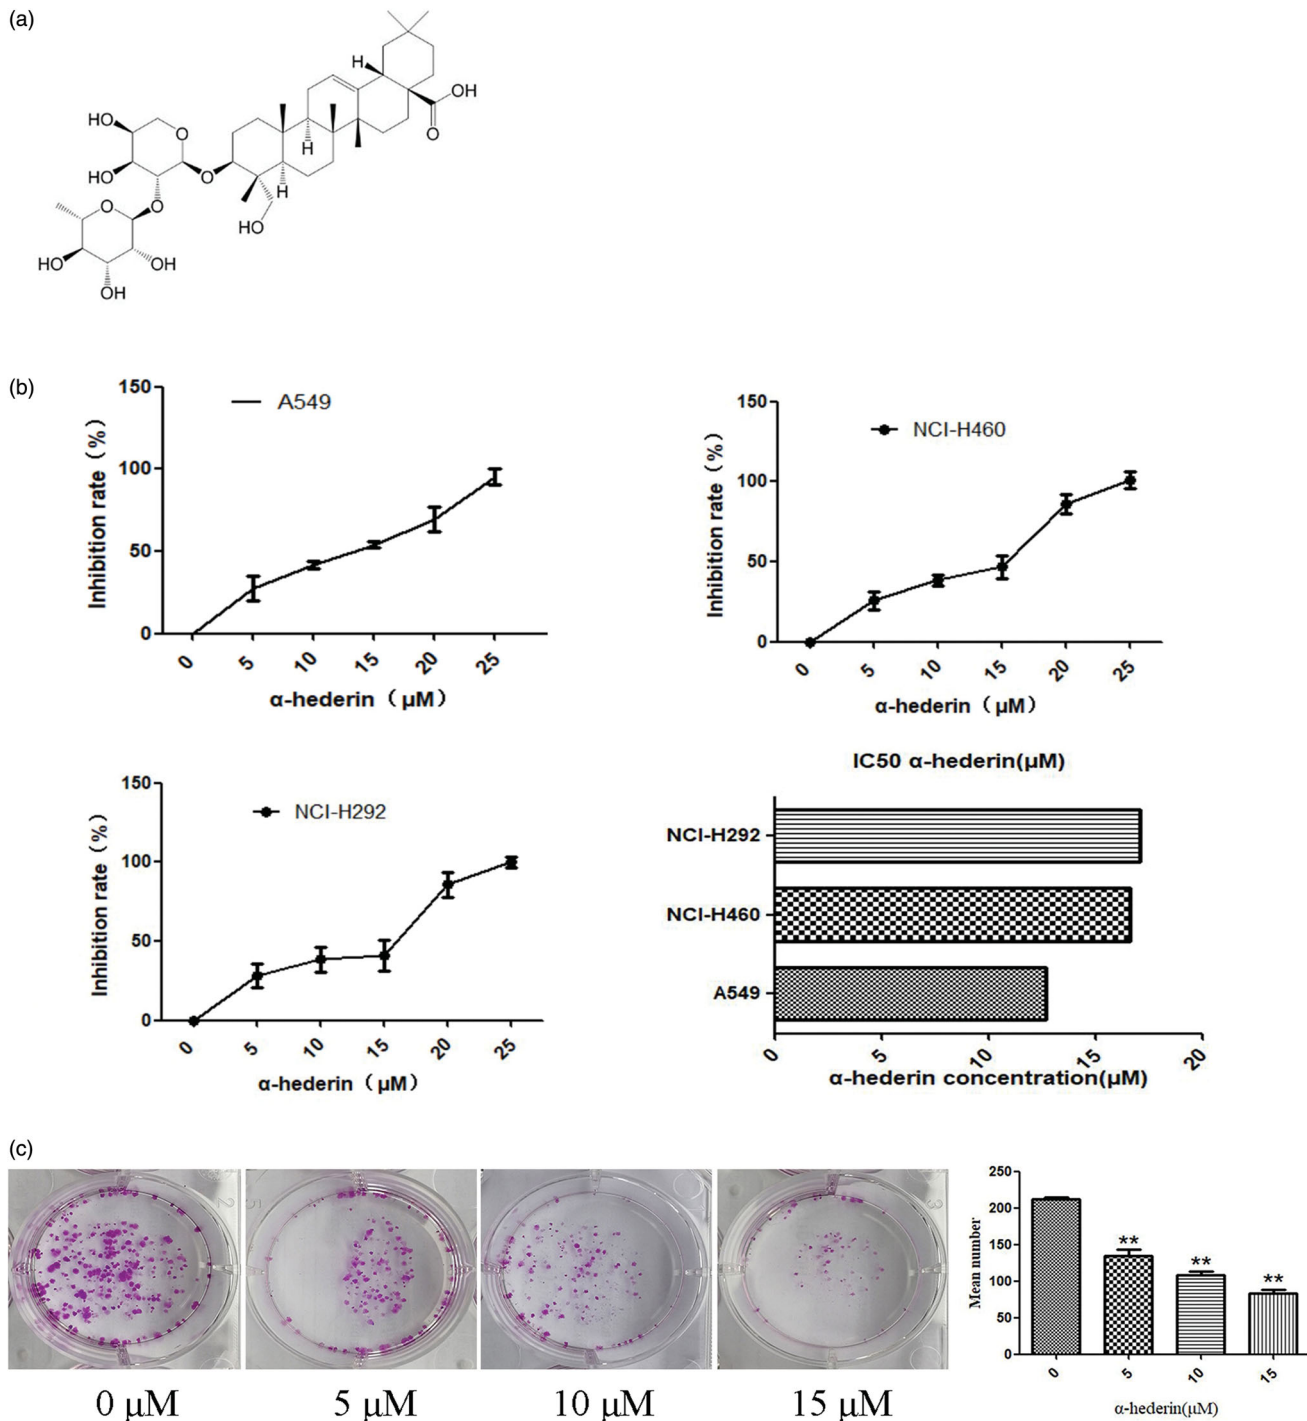 (a)
H
OH
O
HO
O
HO
O
H
H
O
O
HO
HO
OH
OH
(b)
150
100
50
0
Inhibition rate (%)
A549
0 5 10 15 20 25
α-hederin (μM)
150
100
50
0
Inhibition rate (%)
NCI-H460
0 5 10 15 20 25
α-hederin (μM)
150
100
50
0
Inhibition rate (%)
NCI-H292
0 5 10 15 20 25
α-hederin (μM)
IC50 α-hederin(μM)
NCI-H292
NCI-H460
A549
0 5 10 15 20
α-hederin concentration(μM)
(c)
0 μM
5 μM
10 μM
15 μM
250
200
150
100
50
0
Mean number
**
**
**
0 5 10 15
α-hederin(μM)